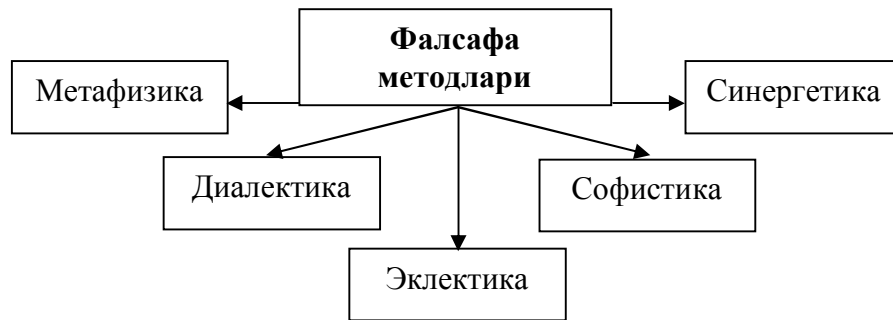 Фалсафа
методлари
Метафизика
Синергетика
Диалектика
Софистика
Эклектика